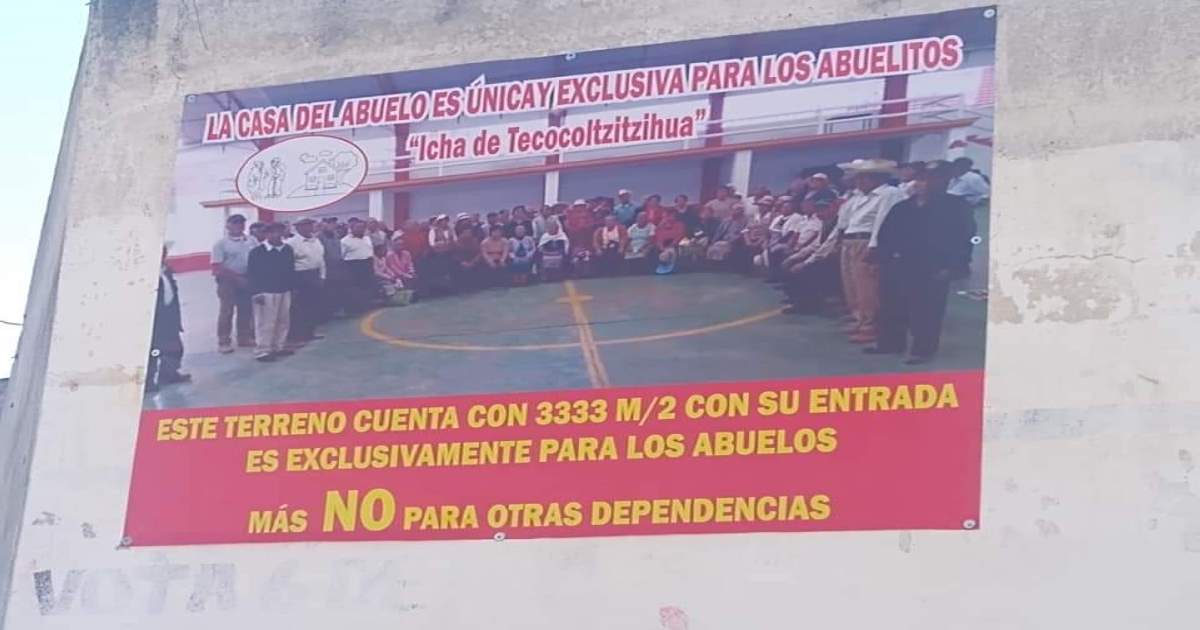 LA CASA DEL ABUELO ES ÚNICAY EXCLUSIVA PARA LOS ABUELITOS
"Icha de Tecocoltzitzihua"
ESTE TERRENO CUENTA CON 3333 M/2 CON SU ENTRADA
ES EXCLUSIVAMENTE PARA LOS ABUELOS
MÁS NO PARA OTRAS DEPENDENCIAS
VOTA